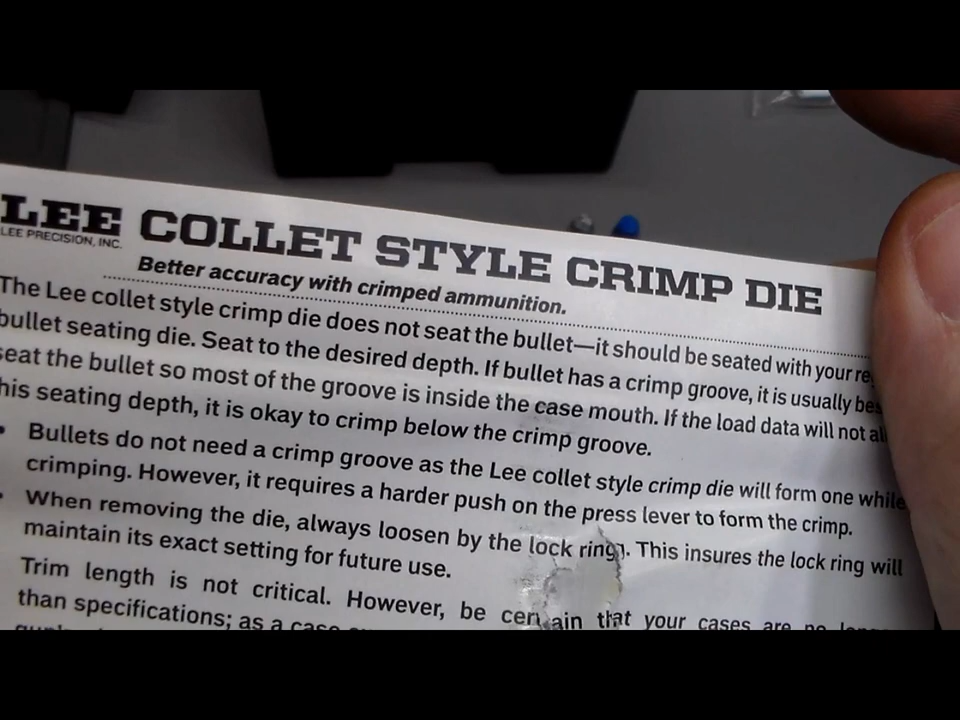 LEE COLLET STYLE CRIMP DIE
LEE PRECISION, INC.
Better accuracy with crimped ammunition.
The Lee collet style crimp die does not seat the bullet—it should be seated with your
bullet seating die. Seat to the desired depth. If bullet has a crimp groove, it is usually
seat the bullet so most of the groove is inside the case mouth. If the load data will not
his seating depth, it is okay to crimp below the crimp groove.
• Bullets do not need a crimp groove as the Lee collet style crimp die will form one while
crimping. However, it requires a harder push on the press lever to form the crimp.
• When removing the die, always loosen by the lock ring. This insures the lock ring will
maintain its exact setting for future use.
Trim length is not critical. However, be certain that your cases are no
than specifications; as a case